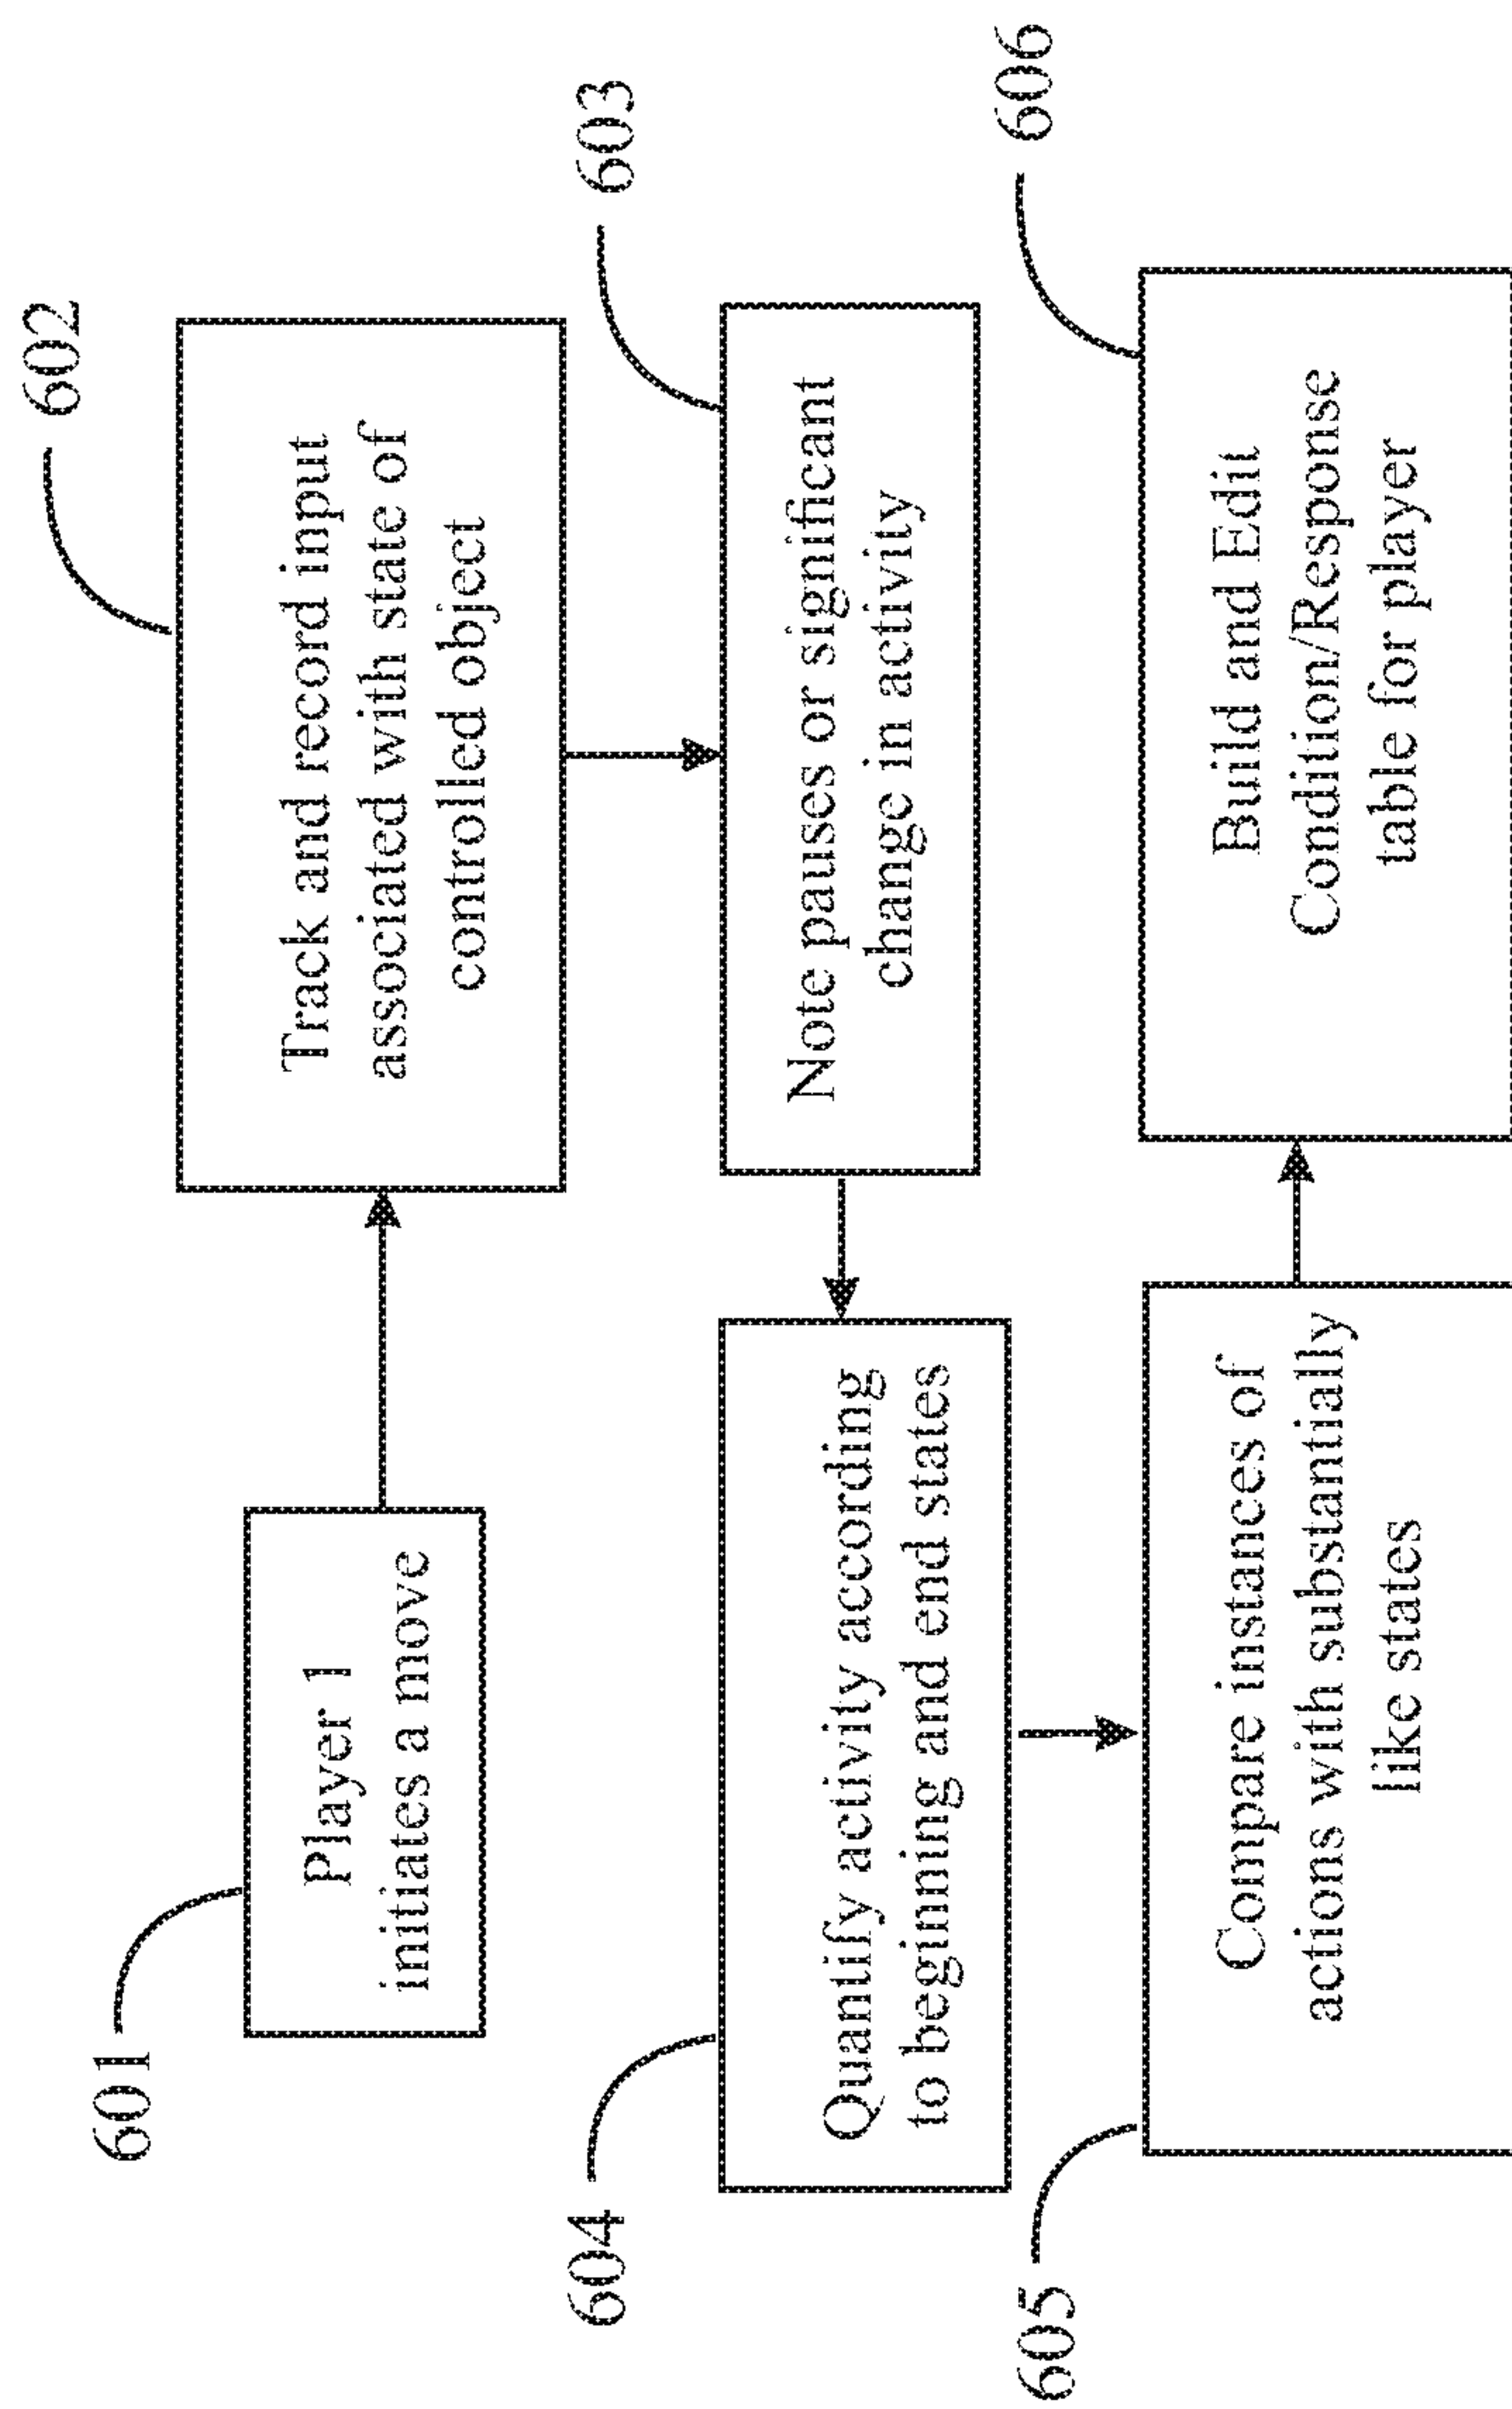 601
Player 1
initiates a move
602
Track and record input
associated with state of
controlled object
603
Note pauses or significant
change in activity
604
Quantify activity according
to beginning and end states
605
Compare instances of
actions with substantially
like states
606
Build and Edit
Condition/Response
table for player